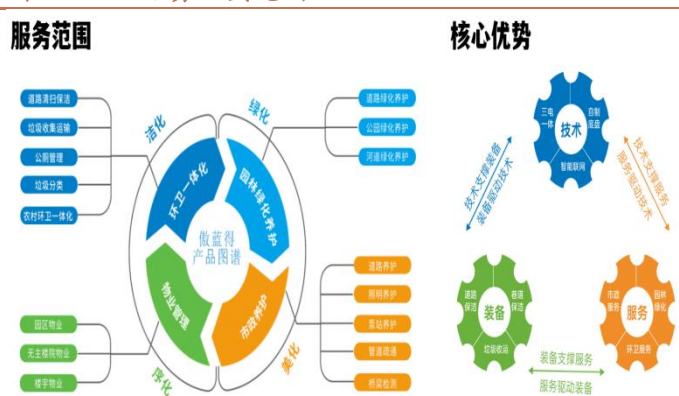 服务范围
核心优势
道路清扫保洁
垃圾收集运输
公厕管理
垃圾分类
农村环卫一体化
洁化
绿化
道路绿化养护
公园绿化养护
河道绿化养护
环卫一体化
园林绿化养护
傲蓝得
产品图谱
物业管理
市政养护
园区物业
无主楼院物业
楼宇物业
序化
美化
道路养护
照明养护
泵站养护
管道疏通
桥梁检测
三电
一体
技术
自制
底盘
智能联网
技术支撑装备
装备驱动技术
技术支撑服务
服务驱动技术
道路
保洁
装备
巷道
保洁
垃圾收运
市政
服务
服务
园林
绿化
环卫服务
装备支撑服务
服务驱动装备